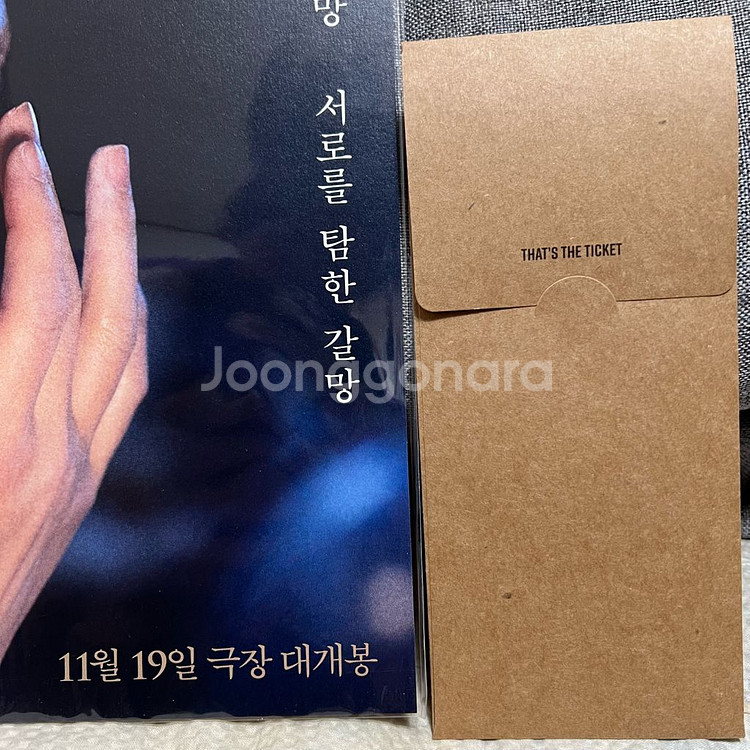 망
서로를 탐한 갈망
THAT'S THE TICKET
Joonggonara
11월 19일 극장 대개봉